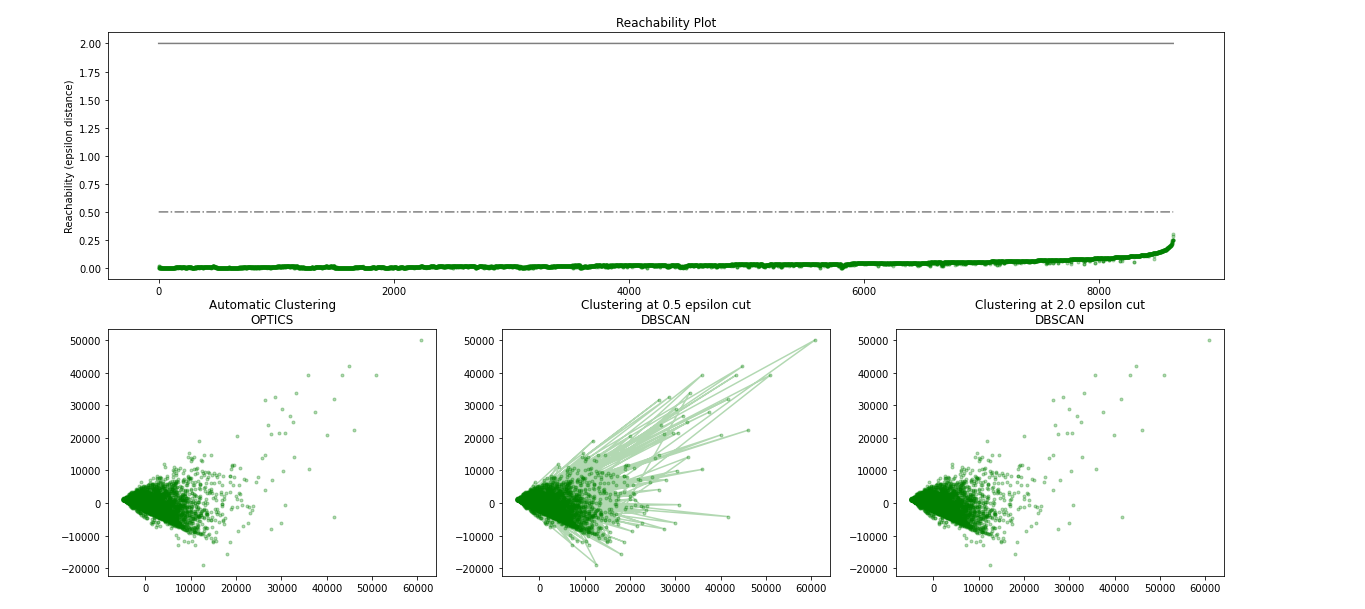 Reachability Plot
Reachability (epsilon distance)
2.00
1.75
1.50
1.25
1.00
0.75
0.50
0.25
0.00
0 2000 4000 6000 8000
Automatic Clustering
OPTICS
50000
40000
30000
20000
10000
0
−10000
−20000
0 10000 20000 30000 40000 50000 60000
Clustering at 0.5 epsilon cut
DBSCAN
50000
40000
30000
20000
10000
0
−10000
−20000
0 10000 20000 30000 40000 50000 60000
Clustering at 2.0 epsilon cut
DBSCAN
50000
40000
30000
20000
10000
0
−10000
−20000
0 10000 20000 30000 40000 50000 60000